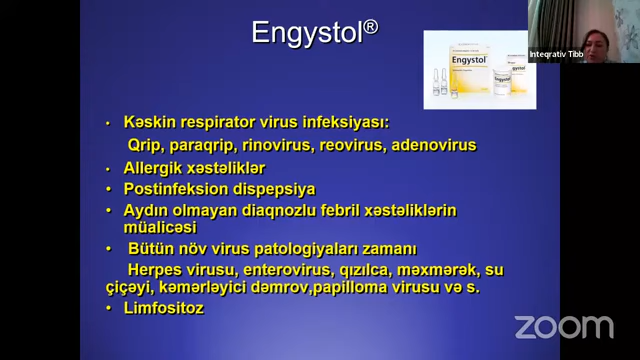 Engystol®
Engystol
Inteqrativ Tibb
• Kəskin respirator virus infeksiyası:
Qrip, paraqrip, rinovirus, reovirus, adenovirus
• Allergik xəstəliklər
• Postinfeksion dispepsiya
• Aydın olmayan diaqnozlu febril xəstəliklərin
müalicəsi
• Bütün növ virus patologiyaları zamanı
Herpes virusu, enterovirus, qızılca, məxmərək, su
çiçəyi, kəmərləyici dəmrov,papilloma virusu və s.
• Limfositoz
zoom